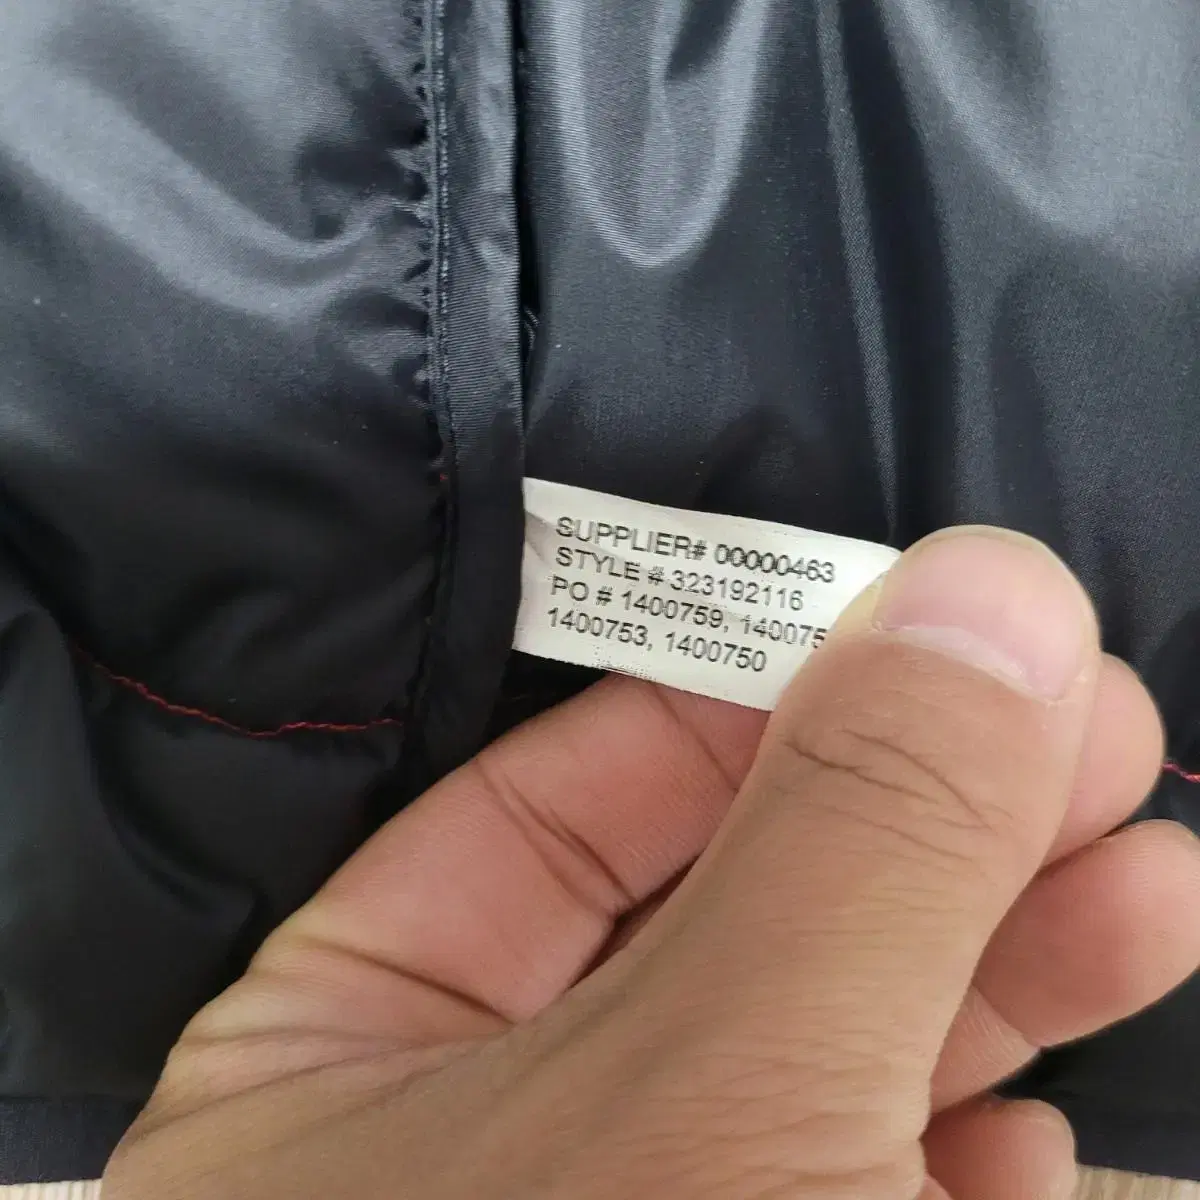 SUPPLIER# 00000463
STYLE # 323192116
PO # 1400759, 140075
1400753, 1400750